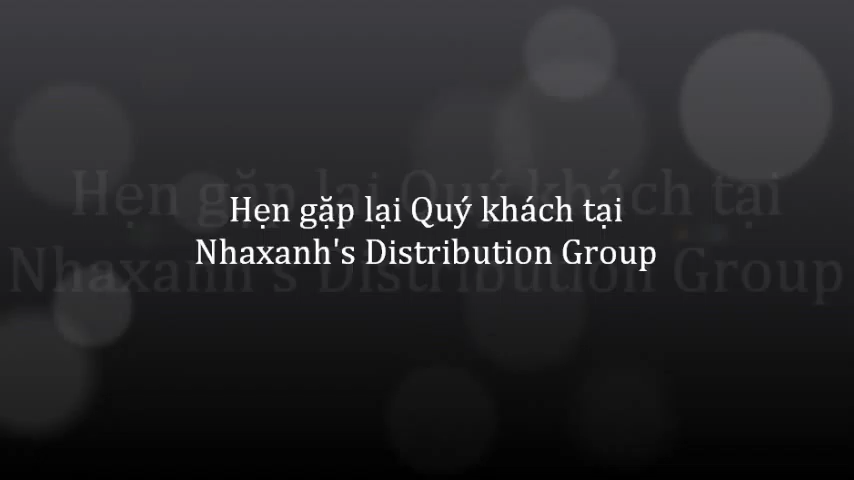 Hẹn gặp lại Quý khách tại
Nhaxanh's Distribution Group